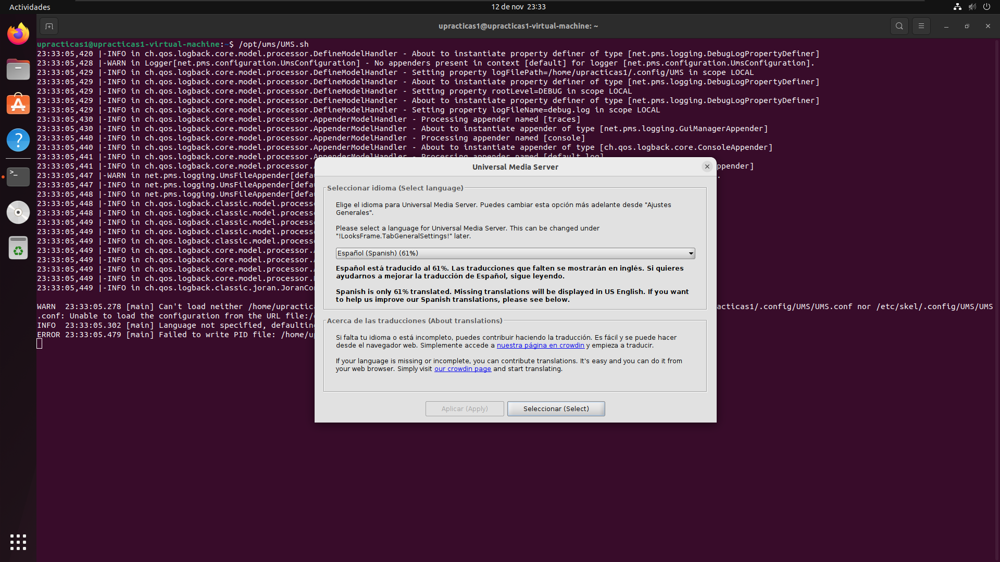 Actividades
12 de nov  23:33
upracticas1@upracticas1-virtual-machine: ~
upracticas1@upracticas1-virtual-machine:~$ /opt/ums/UMS.sh
23:33:05,420 |-INFO in ch.qos.logback.core.model.processor.DefineModelHandler - About to instantiate property definer of type [net.pms.logging.DebugLogPropertyDefiner]
23:33:05,428 |-WARN in Logger[net.pms.configuration.UmsConfiguration] - No appenders present in context [default] for logger [net.pms.configuration.UmsConfiguration].
23:33:05,429 |-INFO in ch.qos.logback.core.model.processor.DefineModelHandler - Setting property logFilePath=/home/upracticas1/.config/UMS in scope LOCAL
23:33:05,429 |-INFO in ch.qos.logback.core.model.processor.DefineModelHandler - About to instantiate property definer of type [net.pms.logging.DebugLogPropertyDefiner]
23:33:05,429 |-INFO in ch.qos.logback.core.model.processor.DefineModelHandler - Setting property rootLevel=DEBUG in scope LOCAL
23:33:05,429 |-INFO in ch.qos.logback.core.model.processor.DefineModelHandler - About to instantiate property definer of type [net.pms.logging.DebugLogPropertyDefiner]
23:33:05,429 |-INFO in ch.qos.logback.core.model.processor.DefineModelHandler - Setting property logFileName=debug.log in scope LOCAL
23:33:05,430 |-INFO in ch.qos.logback.core.model.processor.AppenderModelHandler - Processing appender named [traces]
23:33:05,430 |-INFO in ch.qos.logback.core.model.processor.AppenderModelHandler - About to instantiate appender of type [net.pms.logging.GuiManagerAppender]
23:33:05,440 |-INFO in ch.qos.logback.core.model.processor.AppenderModelHandler - Processing appender named [console]
23:33:05,440 |-INFO in ch.qos.logback.core.model.processor.AppenderModelHandler - About to instantiate appender of type [ch.qos.logback.core.ConsoleAppender]
23:33:05,441 |-INFO in ch.qos.logback.core.model.processor.AppenderModelHandler - Processing appender named [default.log]
23:33:05,441 |-INFO in ch.qos.logback.core.model.processor. ppender]
23:33:05,447 |-WARN in net.pms.logging.UmsFileAppender[defau .
23:33:05,447 |-INFO in net.pms.logging.UmsFileAppender[defau
23:33:05,448 |-INFO in net.pms.logging.UmsFileAppender[defau
23:33:05,448 |-INFO in ch.qos.logback.classic.model.process
23:33:05,448 |-INFO in ch.qos.logback.classic.model.process
23:33:05,449 |-INFO in ch.qos.logback.classic.model.process
23:33:05,449 |-INFO in ch.qos.logback.classic.model.process
23:33:05,449 |-INFO in ch.qos.logback.classic.model.process
23:33:05,449 |-INFO in ch.qos.logback.core.model.processor.
23:33:05,449 |-INFO in ch.qos.logback.core.model.processor.
23:33:05,449 |-INFO in ch.qos.logback.core.model.processor.
23:33:05,449 |-INFO in ch.qos.logback.core.model.processor.
23:33:05,449 |-INFO in ch.qos.logback.classic.joran.JoranCon
WARN  23:33:05.278 [main] Can't load neither /home/upractic acticas1/.config/UMS/UMS.conf nor /etc/skel/.config/UMS/UMS
.conf: Unable to load the configuration from the URL file:/
INFO  23:33:05.302 [main] Language not specified, defaulting
ERROR 23:33:05.479 [main] Failed to write PID file: /home/up
Universal Media Server
Seleccionar idioma (Select language)
Elige el idioma para Universal Media Server. Puedes cambiar esta opción más adelante desde "Ajustes
Generales".
Please select a language for Universal Media Server. This can be changed under
"!LooksFrame.TabGeneralSettings!" later.
Español (Spanish) (61%)
Español está traducido al 61%. Las traducciones que falten se mostrarán en inglés. Si quieres
ayudarnos a mejorar la traducción de Español, sigue leyendo.
Spanish is only 61% translated. Missing translations will be displayed in US English. If you want
to help us improve our Spanish translations, please see below.
Acerca de las traducciones (About translations)
Si falta tu idioma o está incompleto, puedes contribuir haciendo la traducción. Es fácil y se puede hacer
desde el navegador web. Simplemente accede a nuestra página en crowdin y empieza a traducir.
If your language is missing or incomplete, you can contribute translations. It's easy and you can do it from
your web browser. Simply visit our crowdin page and start translating.
Aplicar (Apply)
Seleccionar (Select)